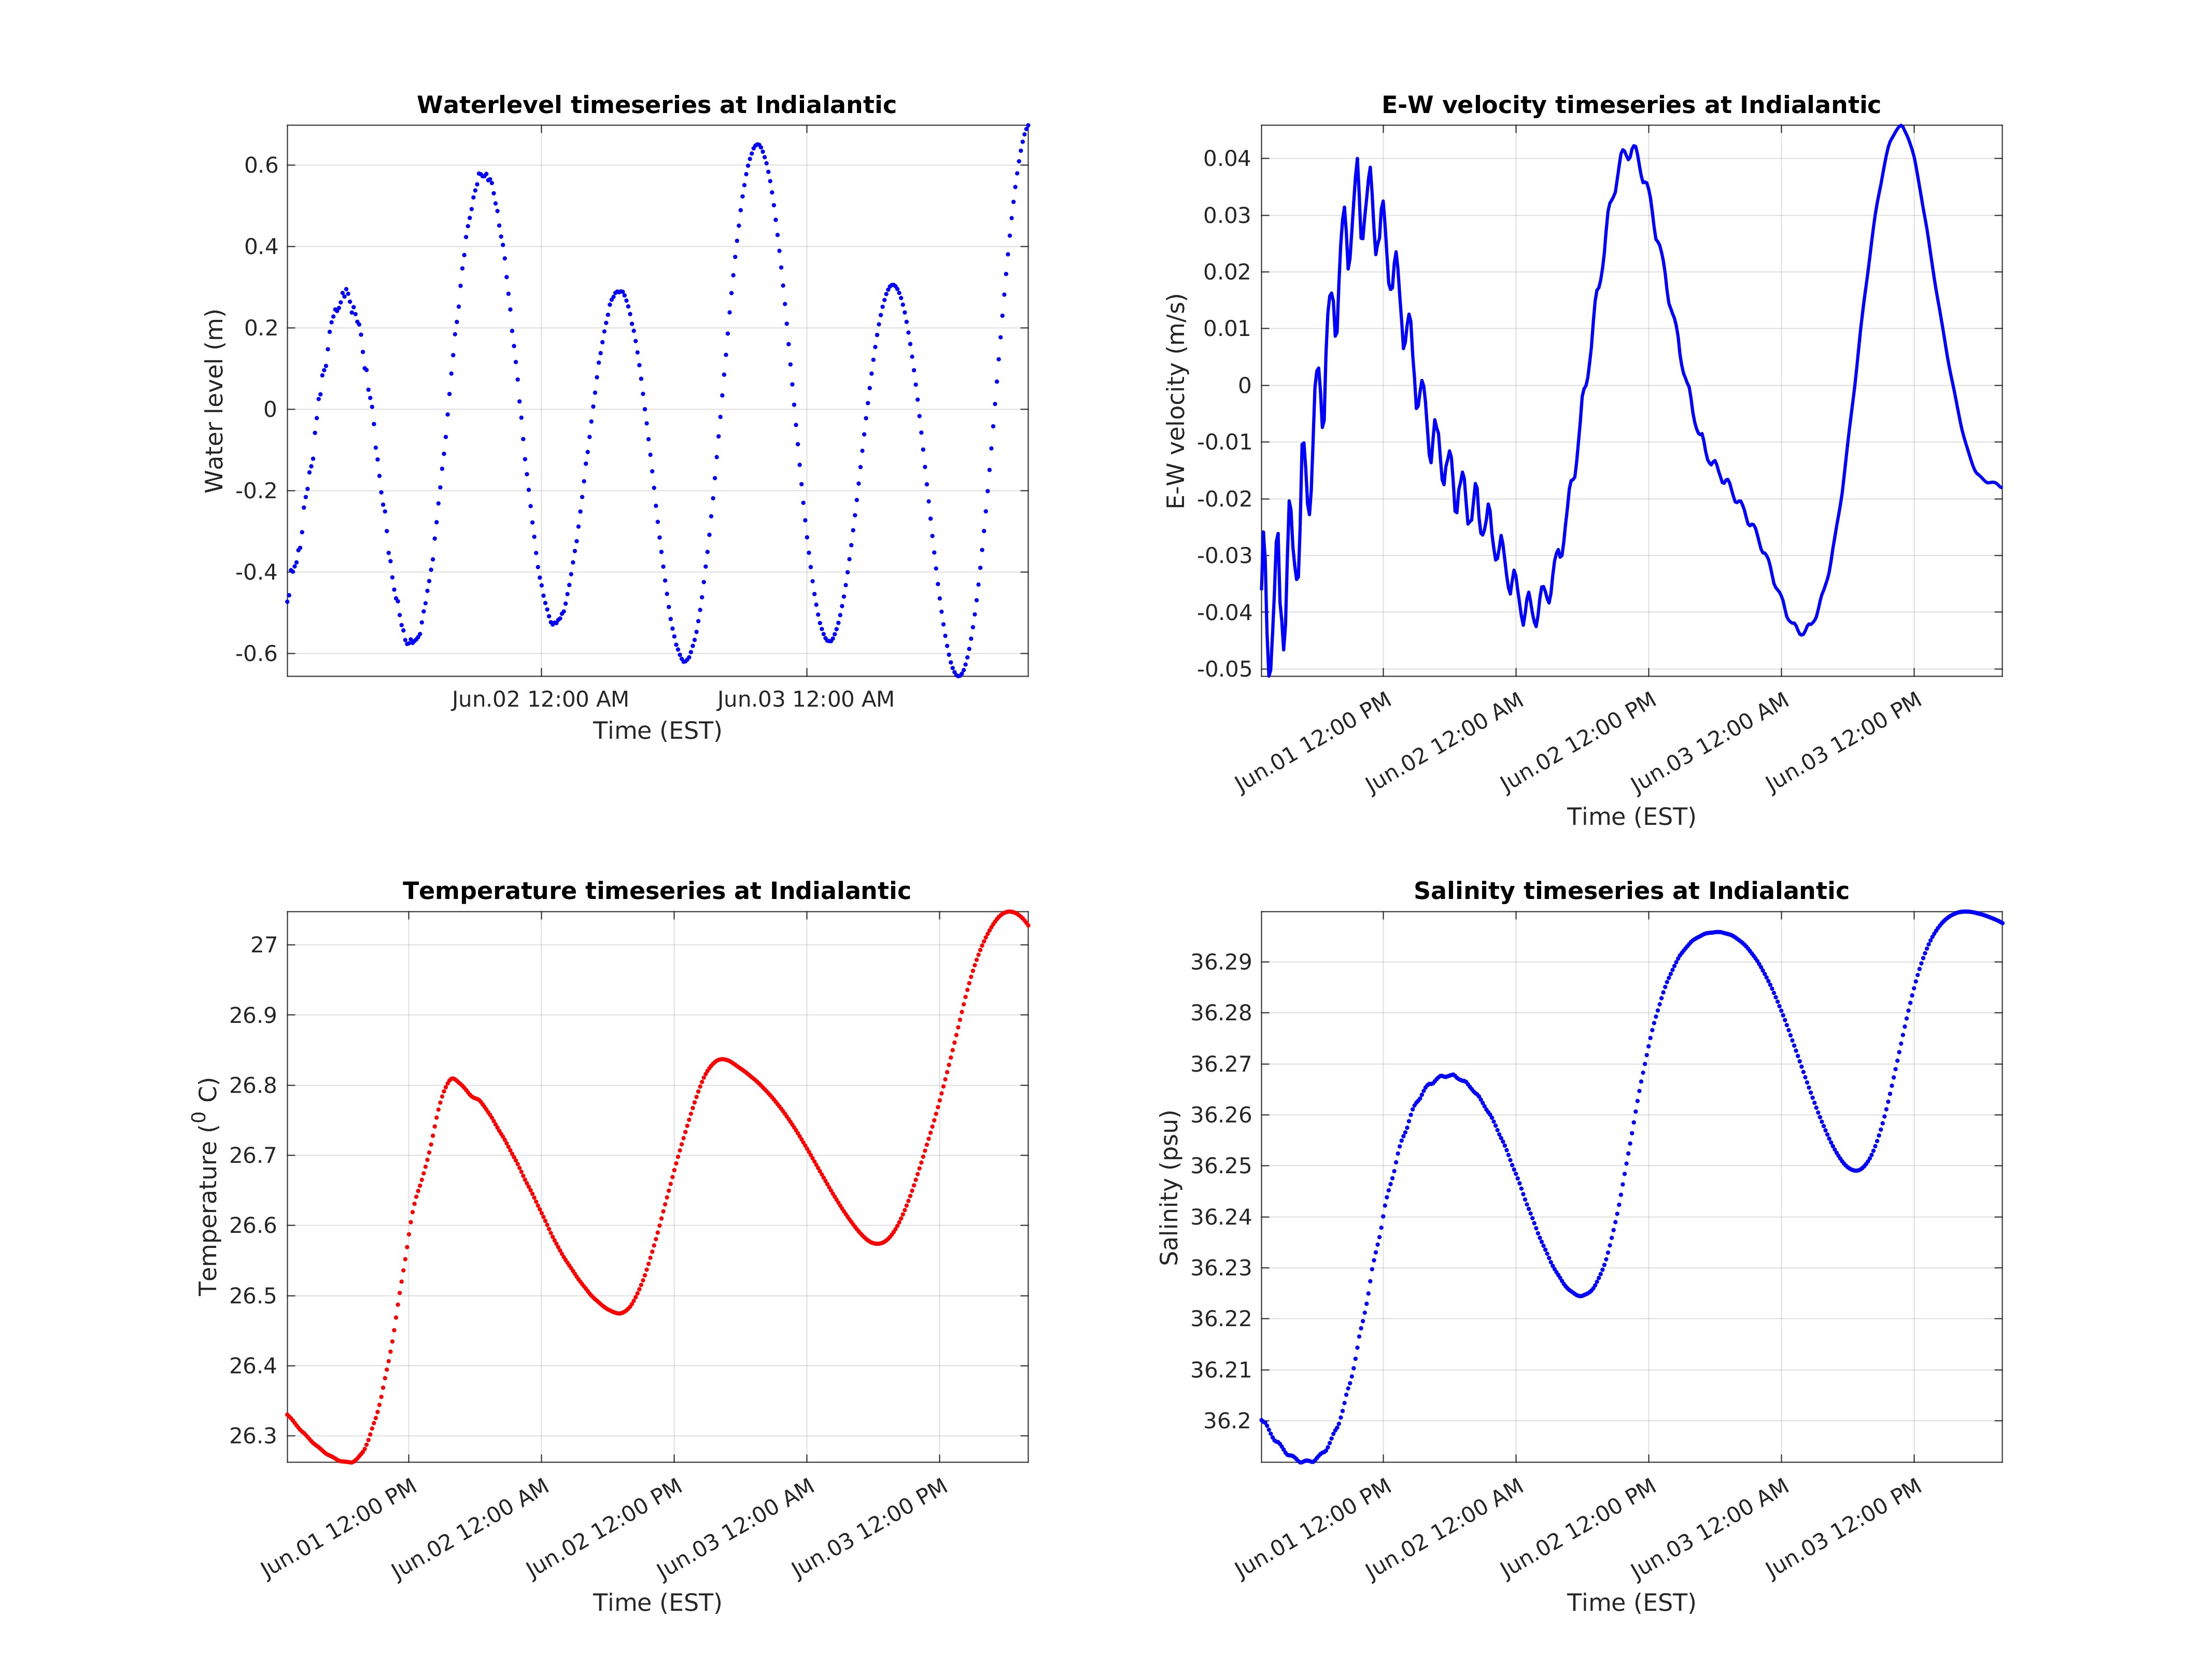 Waterlevel timeseries at Indialantic
0.6
0.4
0.2
0
-0.2
-0.4
-0.6
Water level (m)
Jun.02 12:00 AM
Jun.03 12:00 AM
Time (EST)
E-W velocity timeseries at Indialantic
0.04
0.03
0.02
0.01
0
-0.01
-0.02
-0.03
-0.04
-0.05
E-W velocity (m/s)
Jun.01 12:00 PM
Jun.02 12:00 AM
Jun.02 12:00 PM
Jun.03 12:00 AM
Jun.03 12:00 PM
Time (EST)
Temperature timeseries at Indialantic
27
26.9
26.8
26.7
26.6
26.5
26.4
26.3
Temperature (⁰ C)
Jun.01 12:00 PM
Jun.02 12:00 AM
Jun.02 12:00 PM
Jun.03 12:00 AM
Jun.03 12:00 PM
Time (EST)
Salinity timeseries at Indialantic
36.29
36.28
36.27
36.26
36.25
36.24
36.23
36.22
36.21
36.2
Salinity (psu)
Jun.01 12:00 PM
Jun.02 12:00 AM
Jun.02 12:00 PM
Jun.03 12:00 AM
Jun.03 12:00 PM
Time (EST)